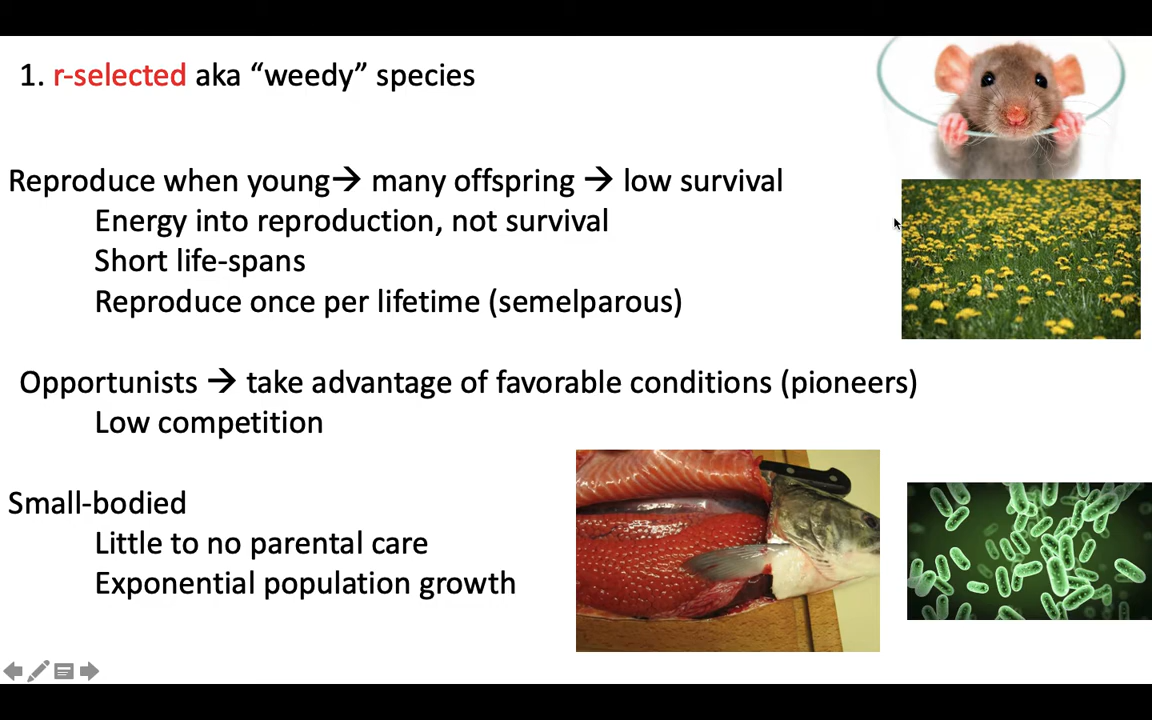 1. r-selected aka “weedy” species
Reproduce when young→ many offspring → low survival
Energy into reproduction, not survival
Short life-spans
Reproduce once per lifetime (semelparous)
Opportunists → take advantage of favorable conditions (pioneers)
Low competition
Small-bodied
Little to no parental care
Exponential population growth